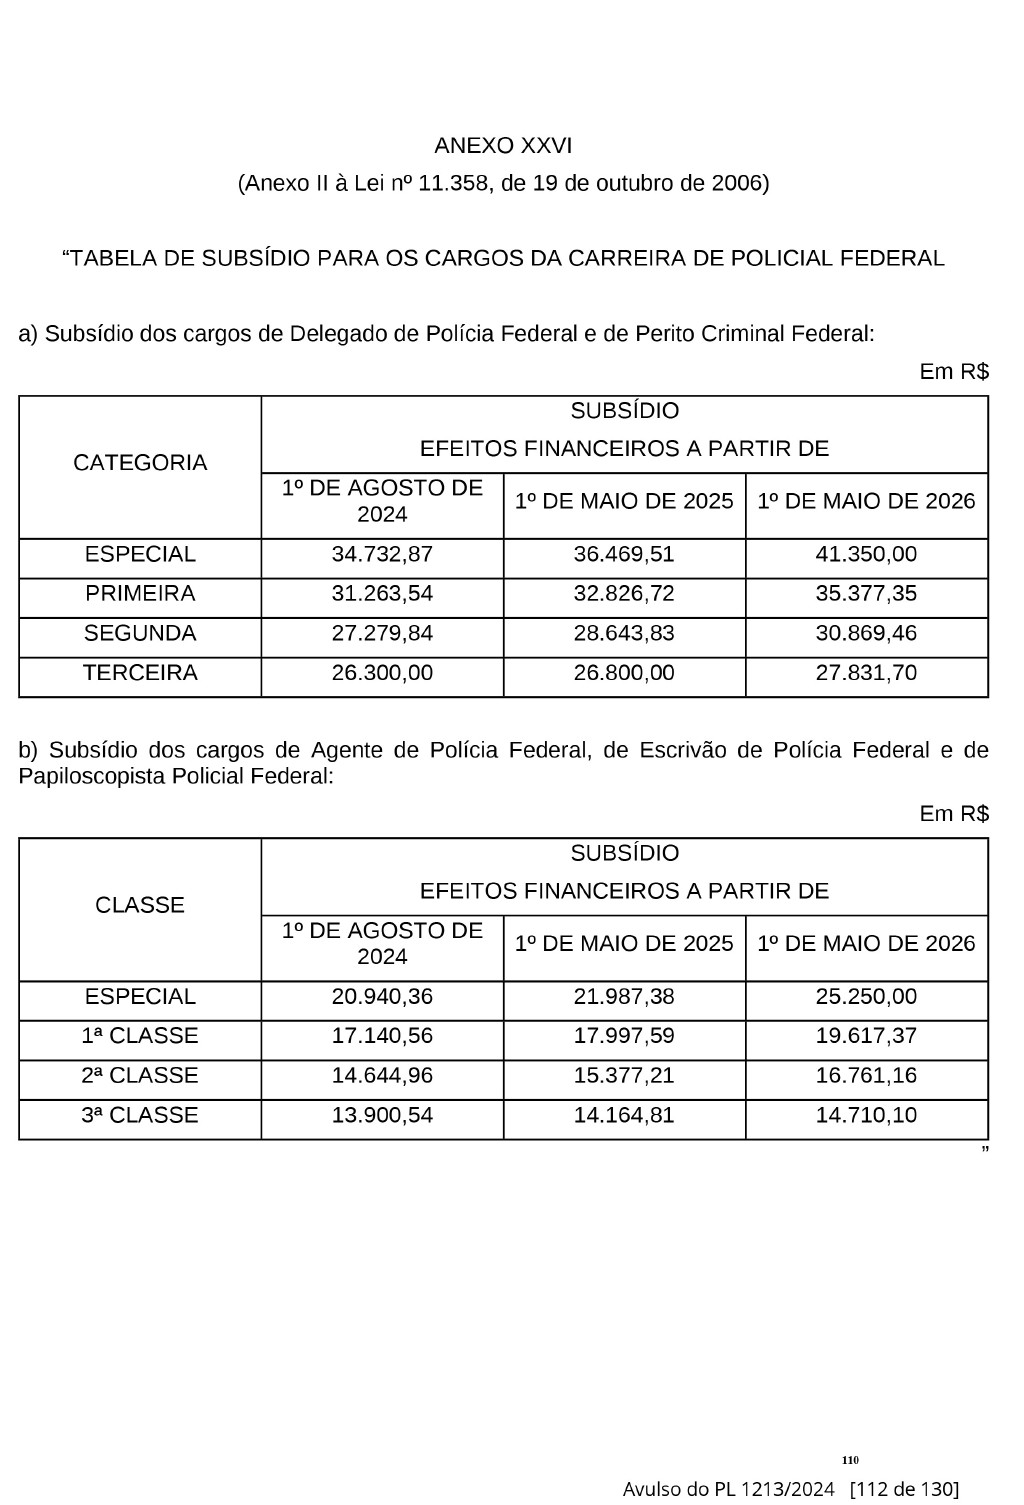 ANEXO XXVI
(Anexo II à Lei nº 11.358, de 19 de outubro de 2006)
“TABELA DE SUBSÍDIO PARA OS CARGOS DA CARREIRA DE POLICIAL FEDERAL
a) Subsídio dos cargos de Delegado de Polícia Federal e de Perito Criminal Federal:
Em R$
CATEGORIA
SUBSÍDIO
EFEITOS FINANCEIROS A PARTIR DE
1º DE AGOSTO DE
2024
1º DE MAIO DE 2025
1º DE MAIO DE 2026
ESPECIAL 34.732,87 36.469,51 41.350,00
PRIMEIRA 31.263,54 32.826,72 35.377,35
SEGUNDA 27.279,84 28.643,83 30.869,46
TERCEIRA 26.300,00 26.800,00 27.831,70
b) Subsídio dos cargos de Agente de Polícia Federal, de Escrivão de Polícia Federal e de
Papiloscopista Policial Federal:
Em R$
CLASSE
SUBSÍDIO
EFEITOS FINANCEIROS A PARTIR DE
1º DE AGOSTO DE
2024
1º DE MAIO DE 2025
1º DE MAIO DE 2026
ESPECIAL 20.940,36 21.987,38 25.250,00
1ª CLASSE 17.140,56 17.997,59 19.617,37
2ª CLASSE 14.644,96 15.377,21 16.761,16
3ª CLASSE 13.900,54 14.164,81 14.710,10
”
110
Avulso do PL 1213/2024 [112 de 130]